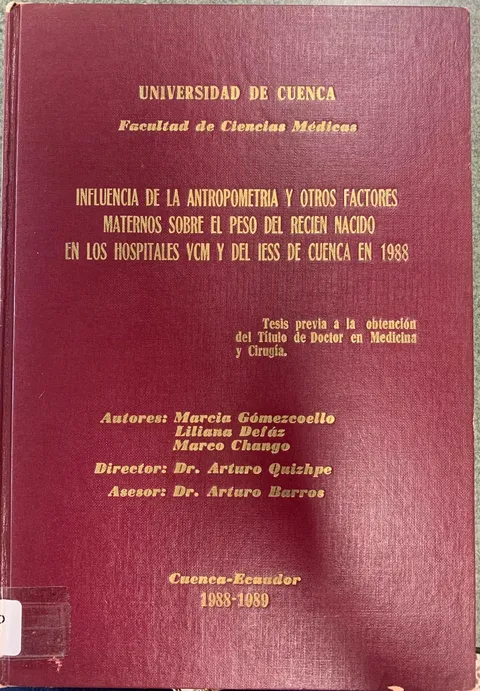 UNIVERSIDAD DE CUENCA
Facultad de Ciencias Médicas
INFLUENCIA DE LA ANTROPOMETRIA Y OTROS FACTORES
MATERNOS SOBRE EL PESO DEL RECIEN NACIDO
EN LOS HOSPITALES VCM Y DEL IESS DE CUENCA EN 1988
Tesis previa a la obtención
del Título de Doctor en Medicina
y Cirugía.
Autores: Marcia Gómezcoello
Liliana Defáz
Marco Chango
Director: Dr. Arturo Quizhpe
Asesor: Dr. Arturo Barros
Cuenca-Ecuador
1988-1989